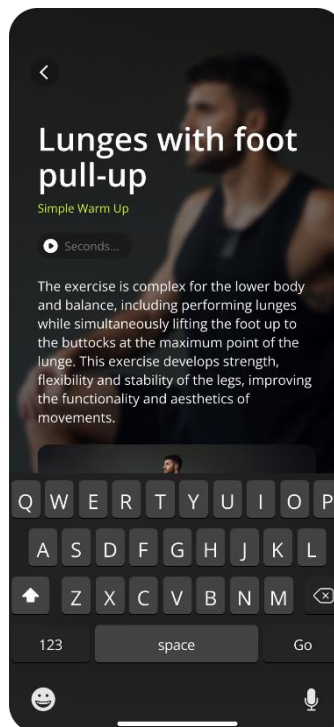 Lunges with foot
pull-up
Simple Warm Up
Seconds...
The exercise is complex for the lower body
and balance, including performing lunges
while simultaneously lifting the foot up to
the buttocks at the maximum point of the
lunge. This exercise develops strength,
flexibility and stability of the legs, improving
the functionality and aesthetics of
movements.
Q W E R T Y U I O P
A S D F G H J K L
Z X C V B N M
123 space Go